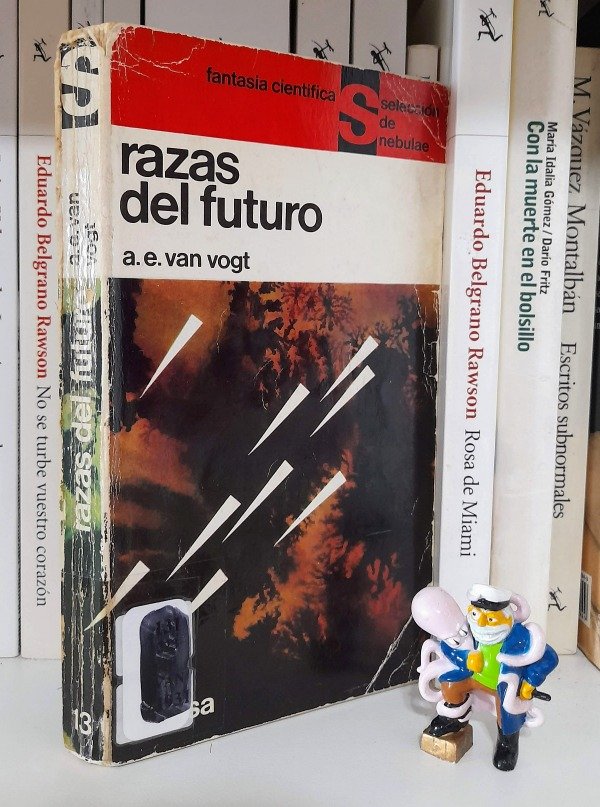 fantasía científica
S
selección
de
nebulae
razas
del futuro
a. e. van vogt
sa
S
a. e. van
vogt
razas del futuro
13
Eduardo Belgrano Rawson No se turbe vuestro corazón
Eduardo Belgrano Rawson Rosa de Miami
María Idalia Gómez / Darío Fritz
Con la muerte en el bolsillo
M. Vázquez Montalbán Escritos subnormales